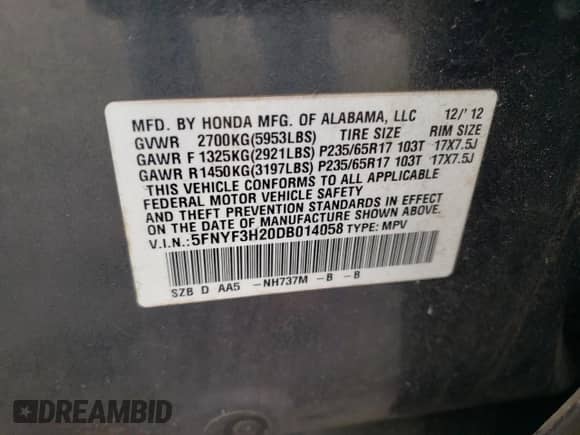 MFD. BY HONDA MFG. OF ALABAMA, LLC 12/'12
GVWR 2700KG(5953LBS) TIRE SIZE RIM SIZE
GAWR F1325KG(2921LBS) P235/65R17 103T 17X7.5J
GAWR R1450KG(3197LBS) P235/65R17 103T 17X7.5J
THIS VEHICLE CONFORMS TO ALL APPLICABLE
FEDERAL MOTOR VEHICLE SAFETY
AND THEFT PREVENTION STANDARDS IN EFFECT
ON THE DATE OF MANUFACTURE SHOWN ABOVE.
V.I.N.:5FNYF3H20DB014058 TYPE: MPV
SZB D AA5 -NH737M -B -B
DREAMBID